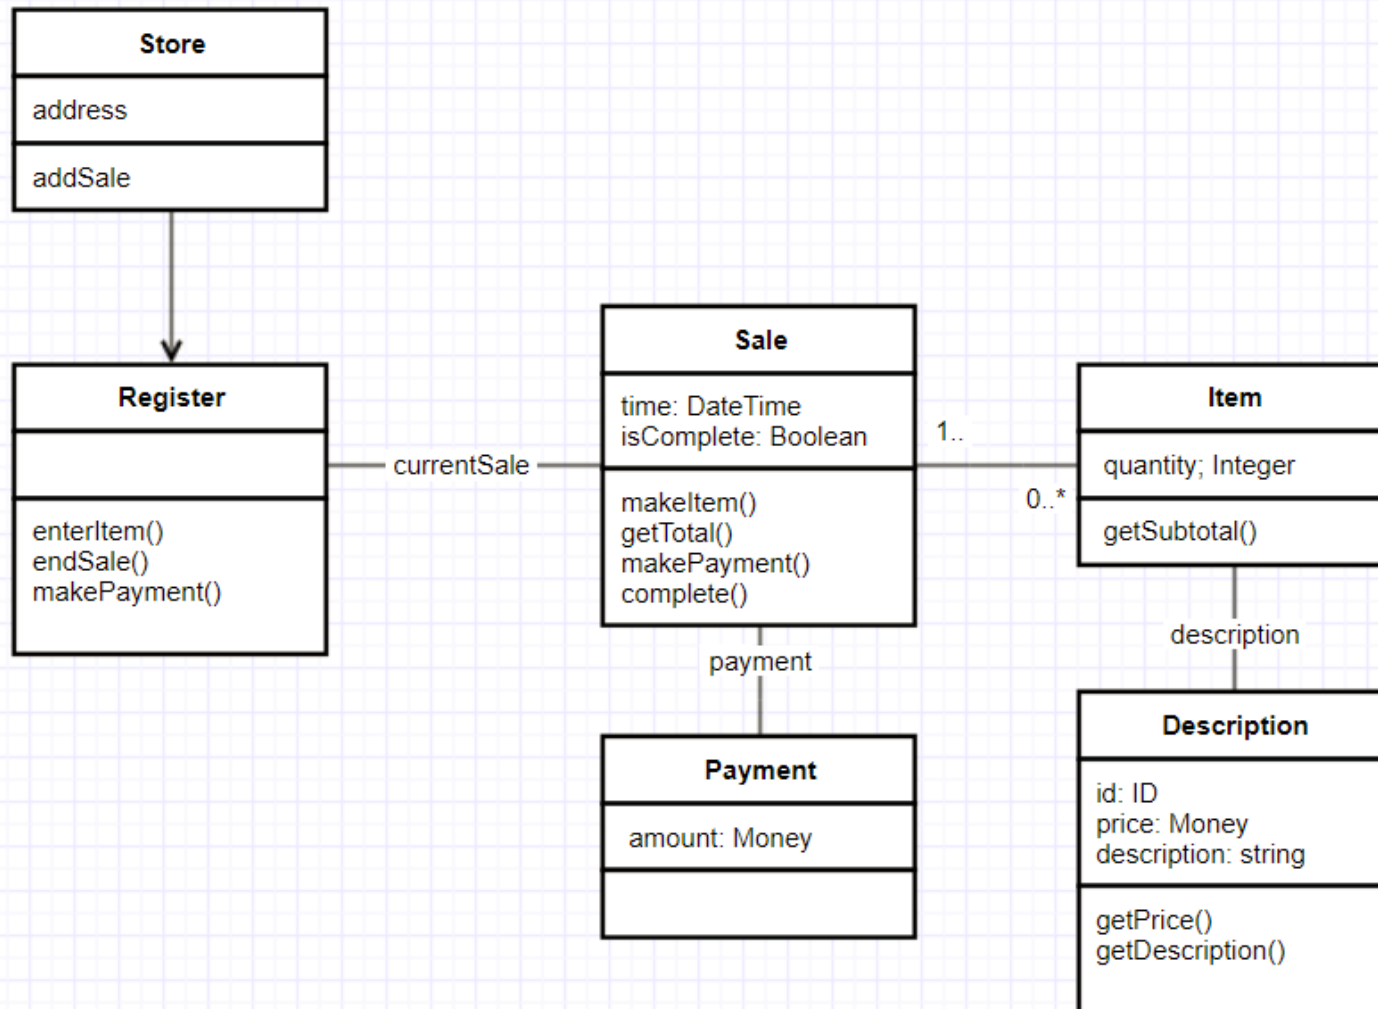 Store
address
addSale
Register
enterItem()
endSale()
makePayment()
currentSale
Sale
time: DateTime
isComplete: Boolean
makeItem()
getTotal()
makePayment()
complete()
1..
0..*
Item
quantity; Integer
getSubtotal()
payment
description
Payment
amount: Money
Description
id: ID
price: Money
description: string
getPrice()
getDescription()